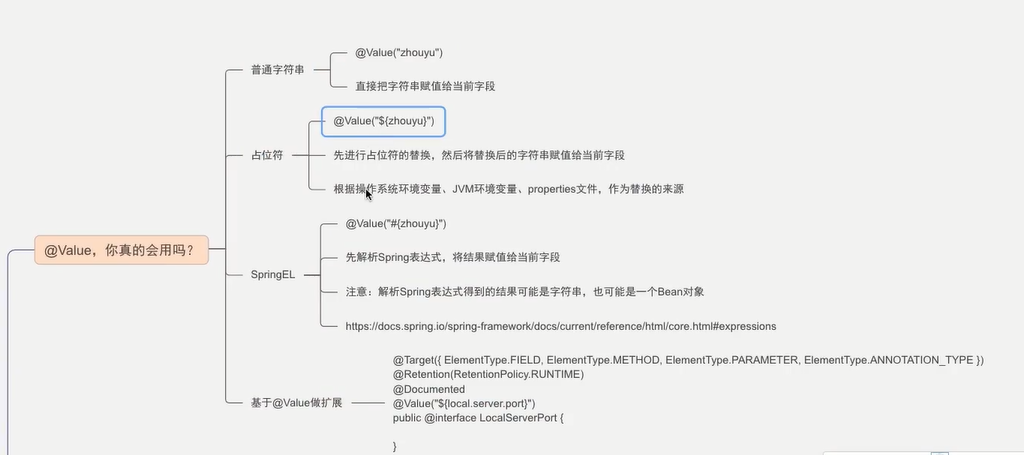 @Value，你真的会用吗？
普通字符串
@Value("zhouyu")
直接把字符串赋值给当前字段
占位符
@Value("${zhouyu}")
先进行占位符的替换，然后将替换后的字符串赋值给当前字段
根据操作系统环境变量、JVM环境变量、properties文件，作为替换的来源
SpringEL
@Value("#{zhouyu}")
先解析Spring表达式，将结果赋值给当前字段
注意：解析Spring表达式得到的结果可能是字符串，也可能是一个Bean对象
https://docs.spring.io/spring-framework/docs/current/reference/html/core.html#expressions
基于@Value做扩展
@Target({ ElementType.FIELD, ElementType.METHOD, ElementType.PARAMETER, ElementType.ANNOTATION_TYPE })
@Retention(RetentionPolicy.RUNTIME)
@Documented
@Value("${local.server.port}")
public @interface LocalServerPort {
}